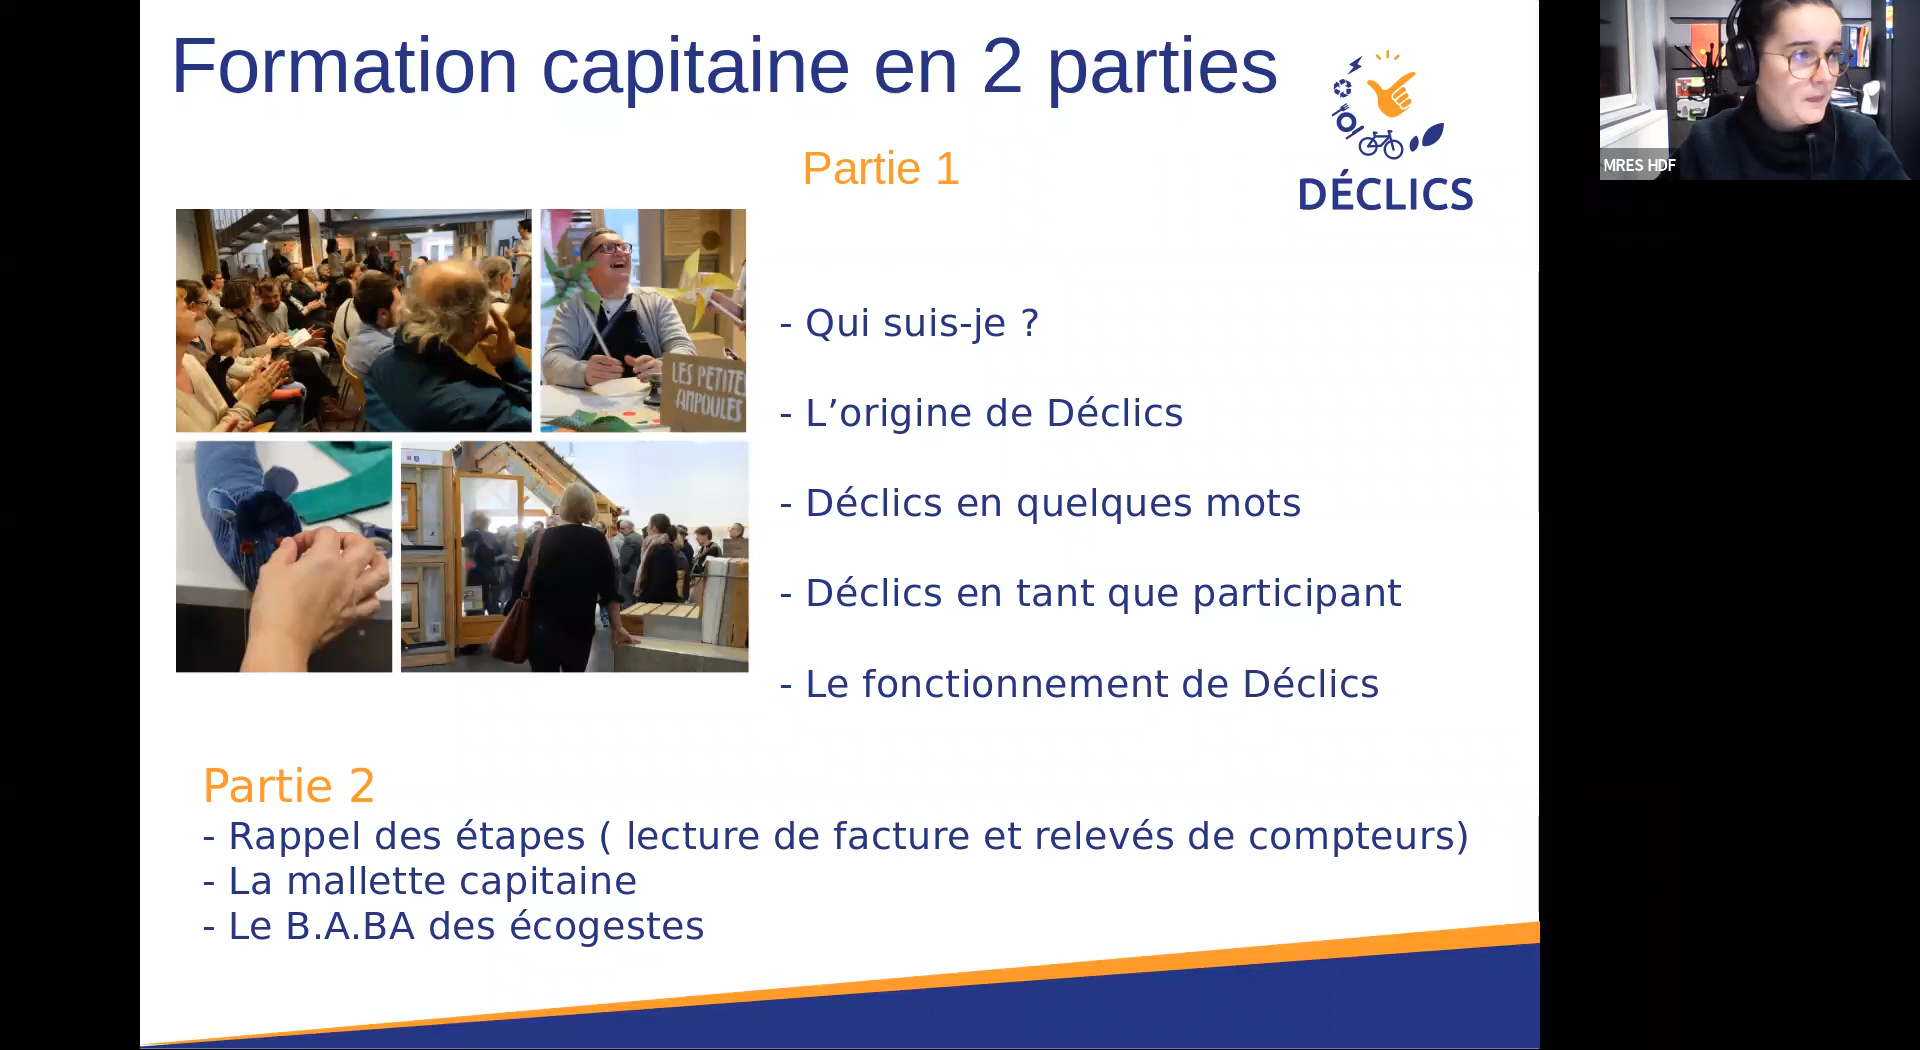 Formation capitaine en 2 parties
DÉCLICS
MRES HDF
Partie 1
LES PETITES
AMPOULES
- Qui suis-je ?
- L’origine de Déclics
- Déclics en quelques mots
- Déclics en tant que participant
- Le fonctionnement de Déclics
Partie 2
- Rappel des étapes ( lecture de facture et relevés de compteurs)
- La mallette capitaine
- Le B.A.BA des écogestes